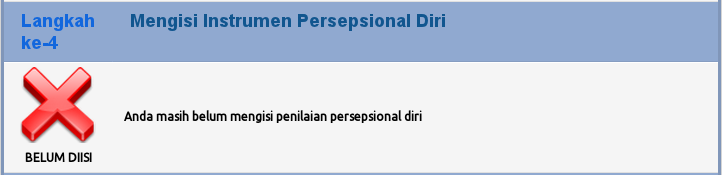 Langkah ke-4
Mengisi Instrumen Persepsional Diri
Anda masih belum mengisi penilaian persepsional diri
BELUM DIISI